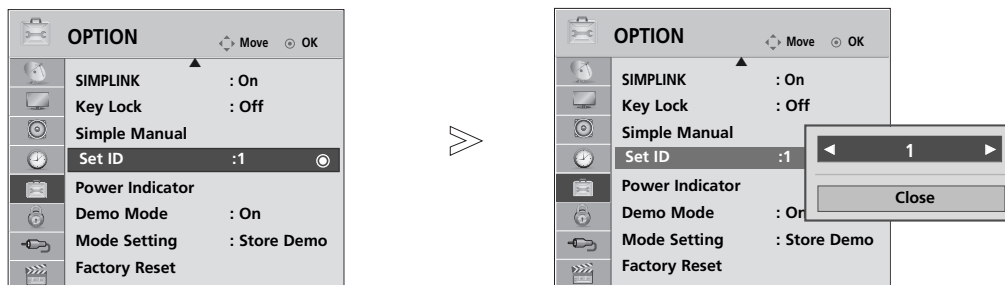 OPTION
Move OK
SIMPLINK : On
Key Lock : Off
Simple Manual
Set ID :1
Power Indicator
Demo Mode : On
Mode Setting : Store Demo
Factory Reset
OPTION
Move OK
SIMPLINK : On
Key Lock : Off
Simple Manual
Set ID :1
Power Indicator
Demo Mode : On
Mode Setting : Store Demo
Factory Reset
1
Close